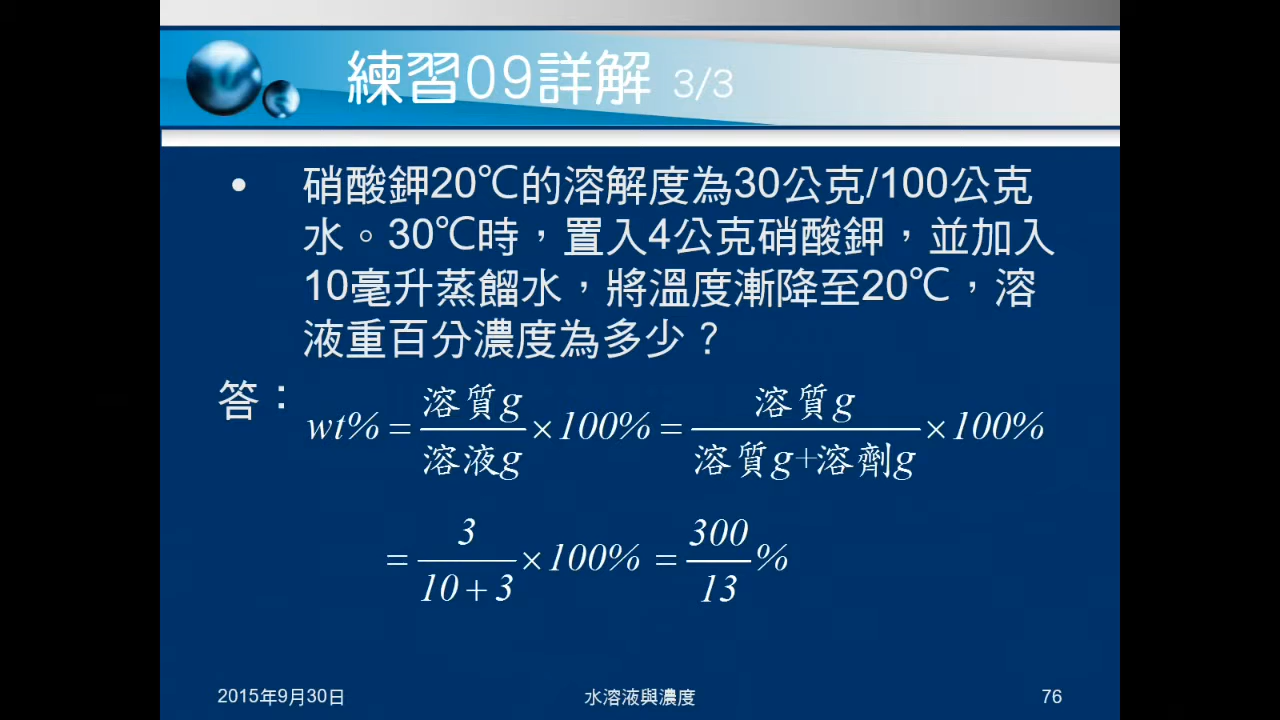 練習09詳解 3/3
• 硝酸鉀20℃的溶解度為30公克/100公克
水。30℃時，置入4公克硝酸鉀，並加入
10毫升蒸餾水，將溫度漸降至20℃，溶
液重百分濃度為多少？
答：
wt% = 溶質g/溶液g ×100% = 溶質g/溶質g+溶劑g ×100%
= 3/10+3 ×100% = 300/13 %
2015年9月30日 水溶液與濃度 76